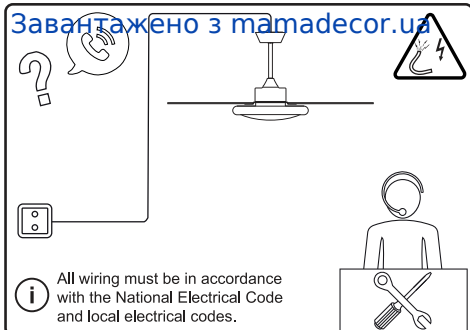 Завантажено з mamadecor.ua
?
i
All wiring must be in accordance
with the National Electrical Code
and local electrical codes.